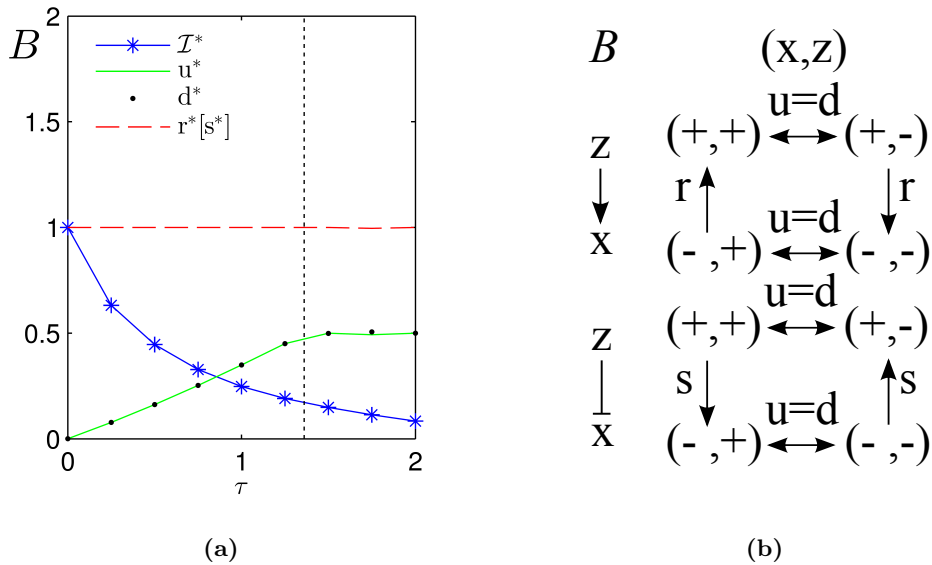 B
2
1.5
1
0.5
0
0
1
2
τ
𝓘*
u*
d*
r*[s*]
(a)
B (x,z)
u=d
(+,+) (+,-)
z
r r
x
u=d
(- ,+) (- ,-)
u=d
(+,+) (+,-)
z
s s
x
u=d
(- ,+) (- ,-)
(b)